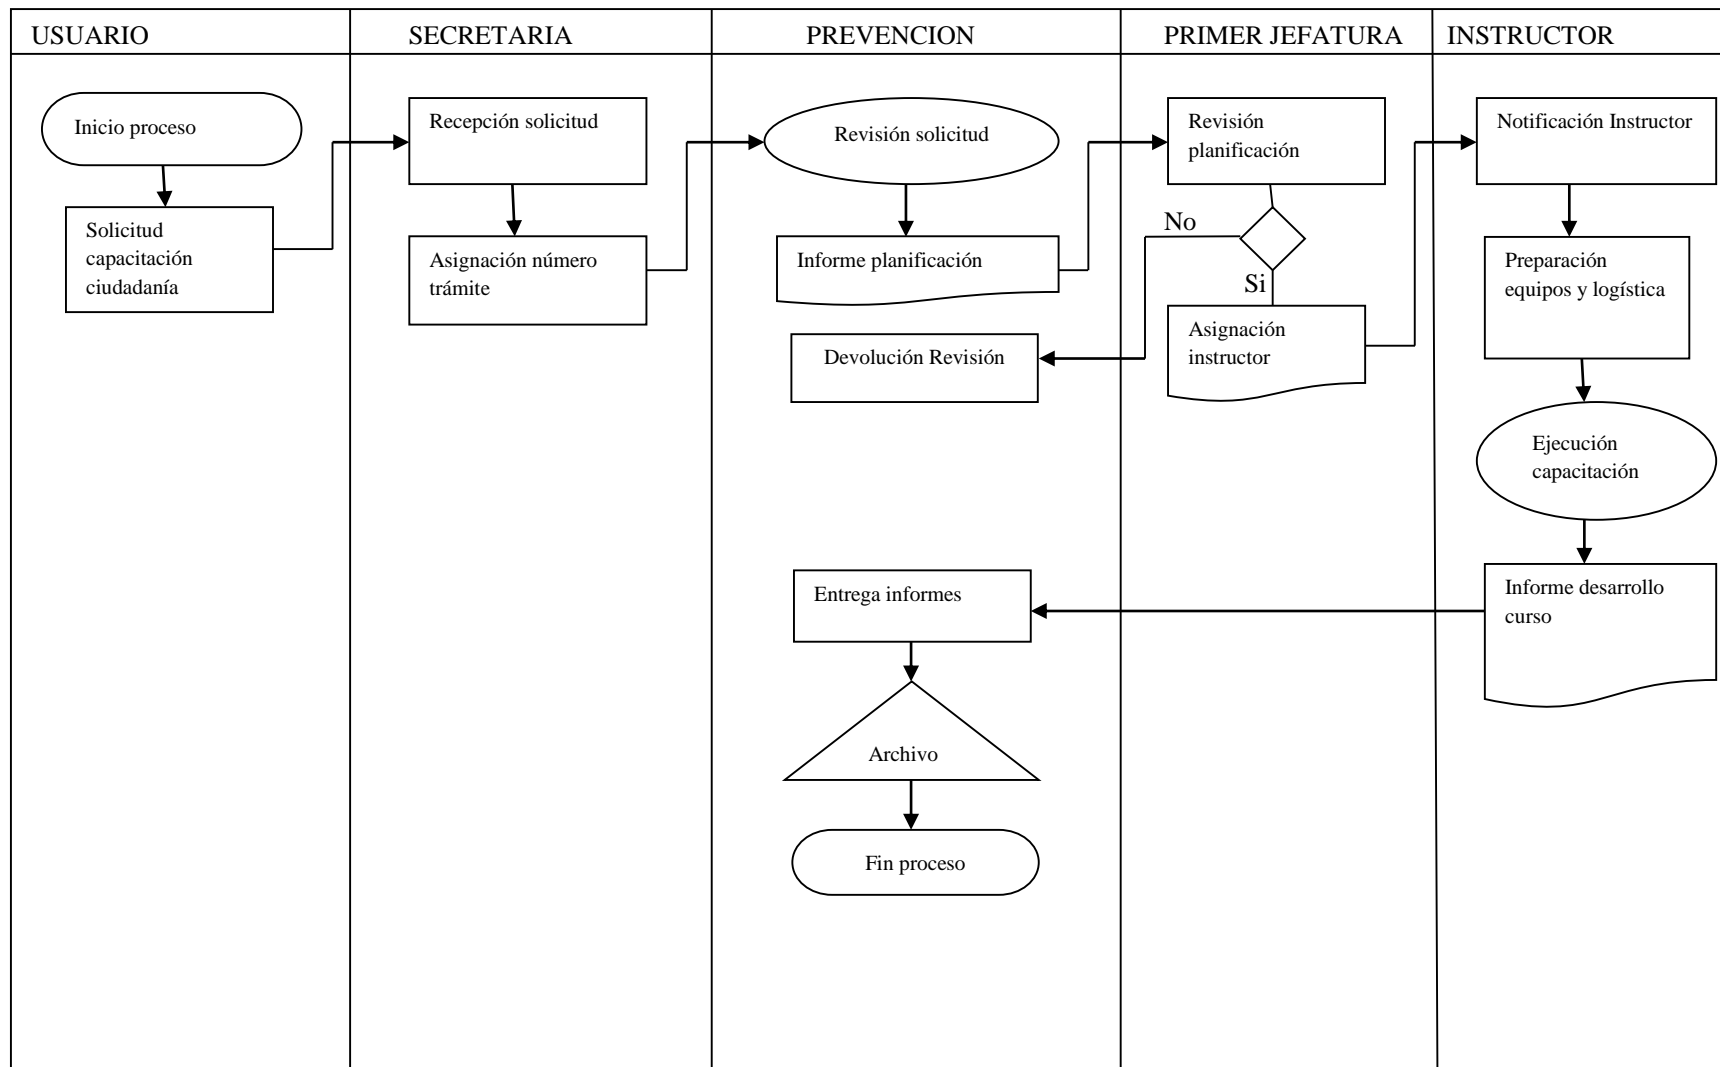 USUARIO
SECRETARIA
PREVENCION
PRIMER JEFATURA
INSTRUCTOR
Inicio proceso
Solicitud
capacitación
ciudadanía
Recepción solicitud
Asignación número
trámite
Revisión solicitud
Informe planificación
Devolución Revisión
Entrega informes
Archivo
Fin proceso
Revisión
planificación
No
Si
Asignación
instructor
Notificación Instructor
Preparación
equipos y logística
Ejecución
capacitación
Informe desarrollo
curso